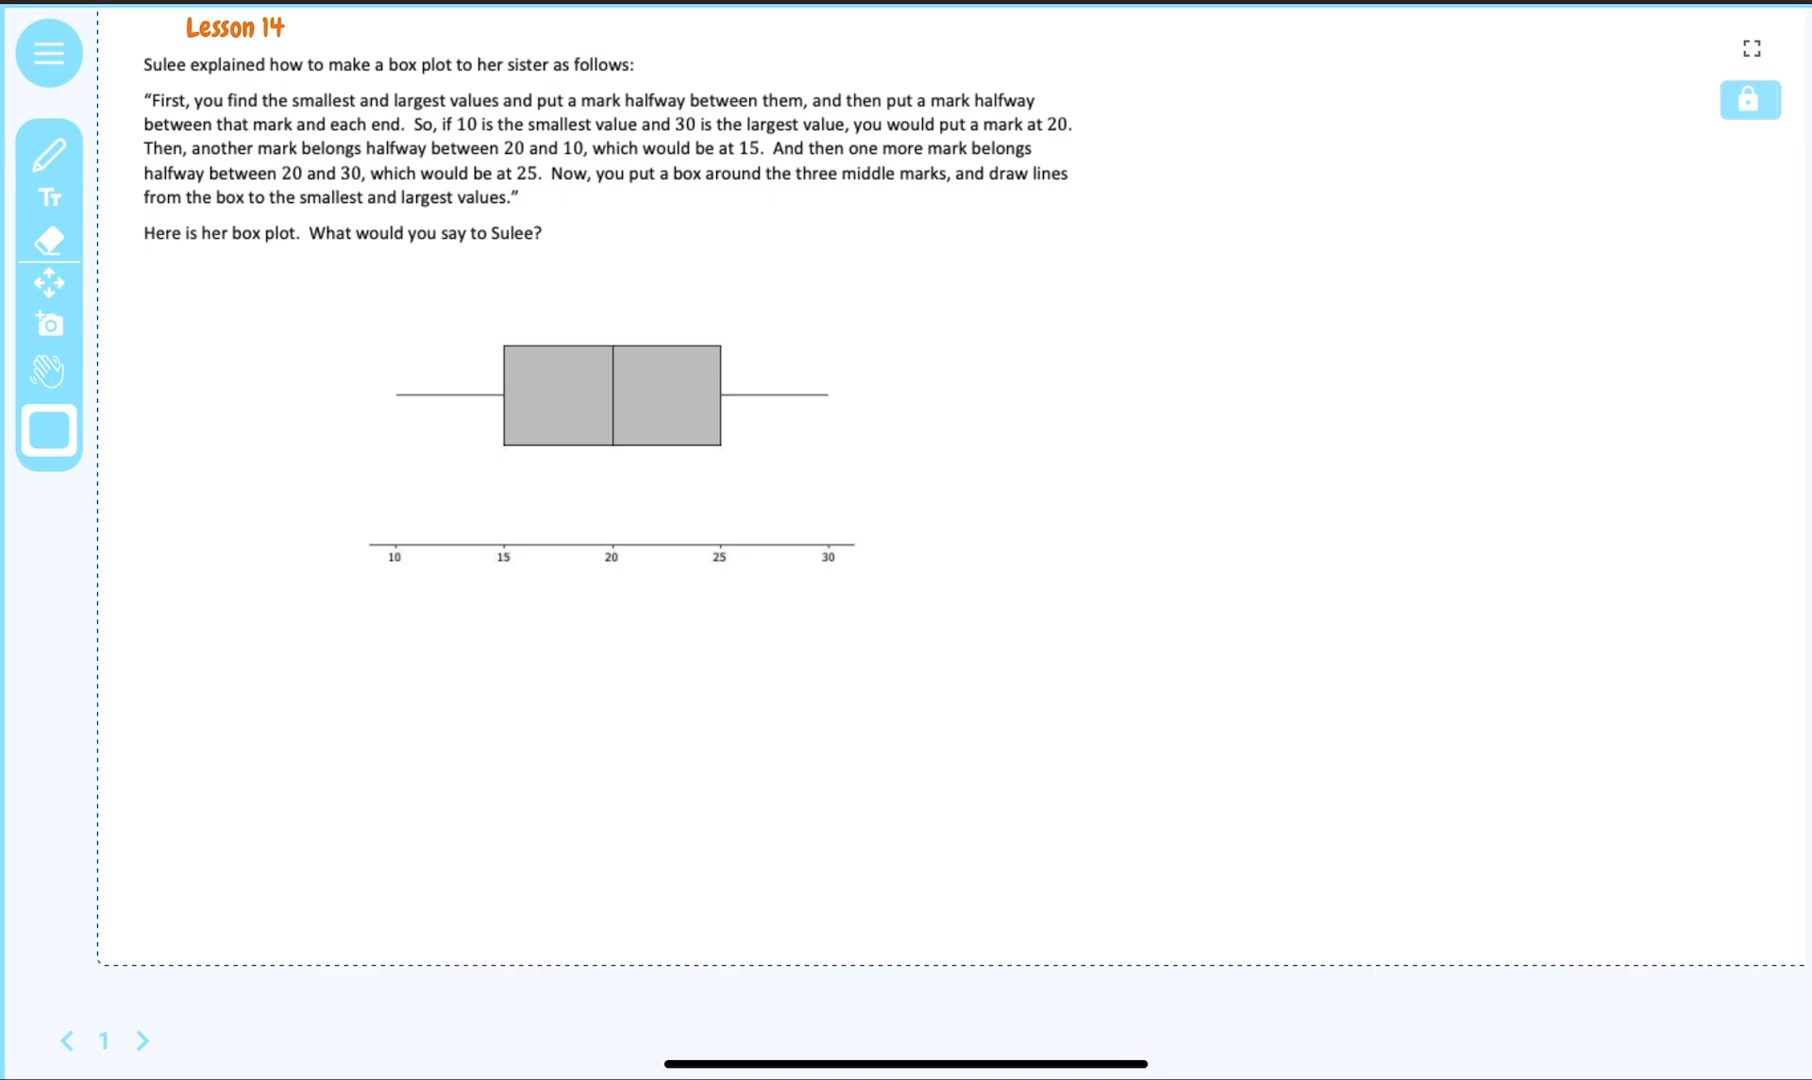 Lesson 14
Sulee explained how to make a box plot to her sister as follows:
“First, you find the smallest and largest values and put a mark halfway between them, and then put a mark halfway
between that mark and each end.  So, if 10 is the smallest value and 30 is the largest value, you would put a mark at 20.
Then, another mark belongs halfway between 20 and 10, which would be at 15.  And then one more mark belongs
halfway between 20 and 30, which would be at 25.  Now, you put a box around the three middle marks, and draw lines
from the box to the smallest and largest values.”
Here is her box plot.  What would you say to Sulee?
TT
10 15 20 25 30
1